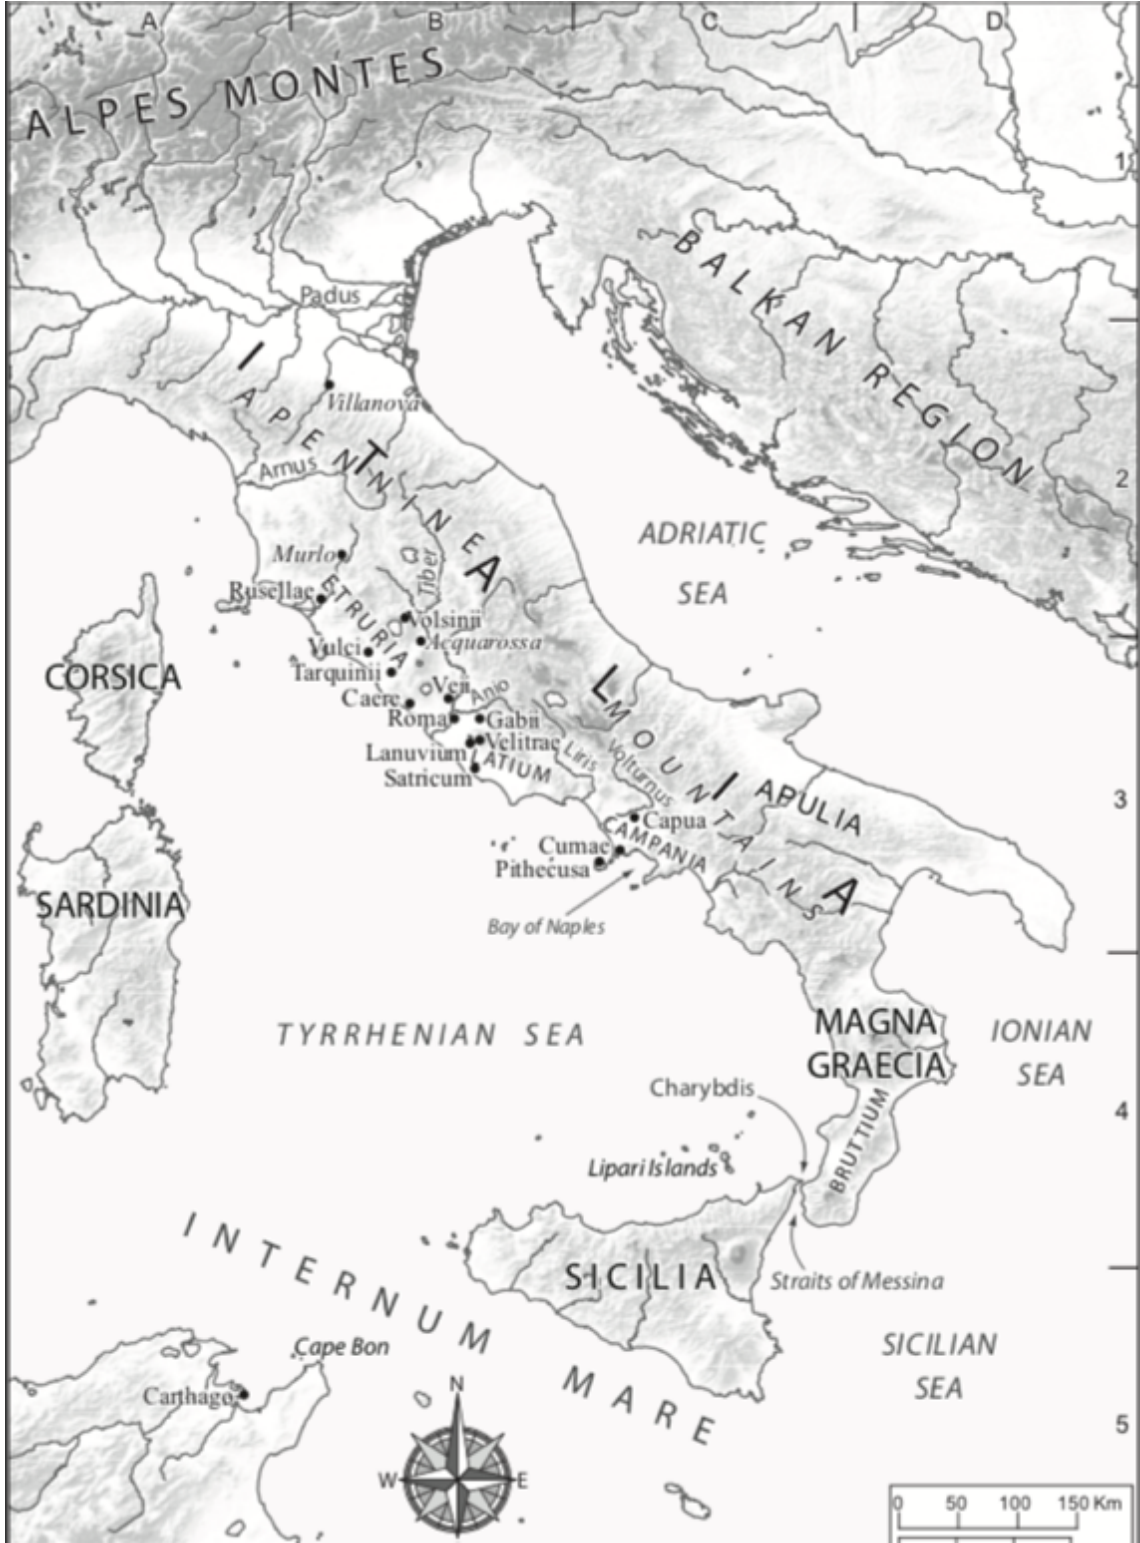 A B C D
ALPES MONTES
1
BALKAN REGION
Padus
ITALIA
APENNINE MOUNTAINS
Villanova
Arnus
2
ADRIATIC
SEA
Murlo
Tiber
Rusellae
ETRURIA
Volsinii
Acquarossa
Vulci
CORSICA
Tarquinii
Veii
Anio
Caere
Roma
Gabii
Velitrae
Lanuvium
LATIUM
Liris
Volturnus
Satricum
APULIA
3
Capua
CAMPANIA
Cumae
Pithecusa
SARDINIA
Bay of Naples
TYRRHENIAN SEA
MAGNA
GRAECIA
IONIAN
SEA
Charybdis
4
BRUTTIUM
Lipari Islands
INTERNUM MARE
SICILIA
Straits of Messina
Cape Bon
SICILIAN
SEA
Carthago
N
W E
5
0 50 100 150 Km